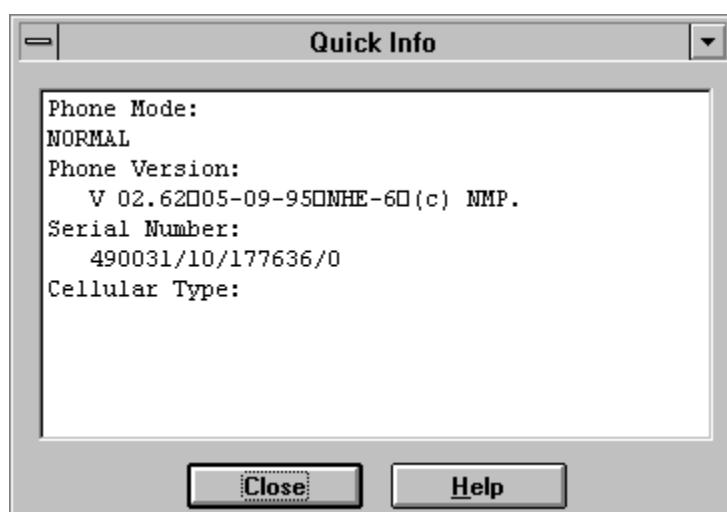 Quick Info
Phone Mode:
NORMAL
Phone Version:
V 02.62□05-09-95□NHE-6□(c) NMP.
Serial Number:
490031/10/177636/0
Cellular Type:
Close Help